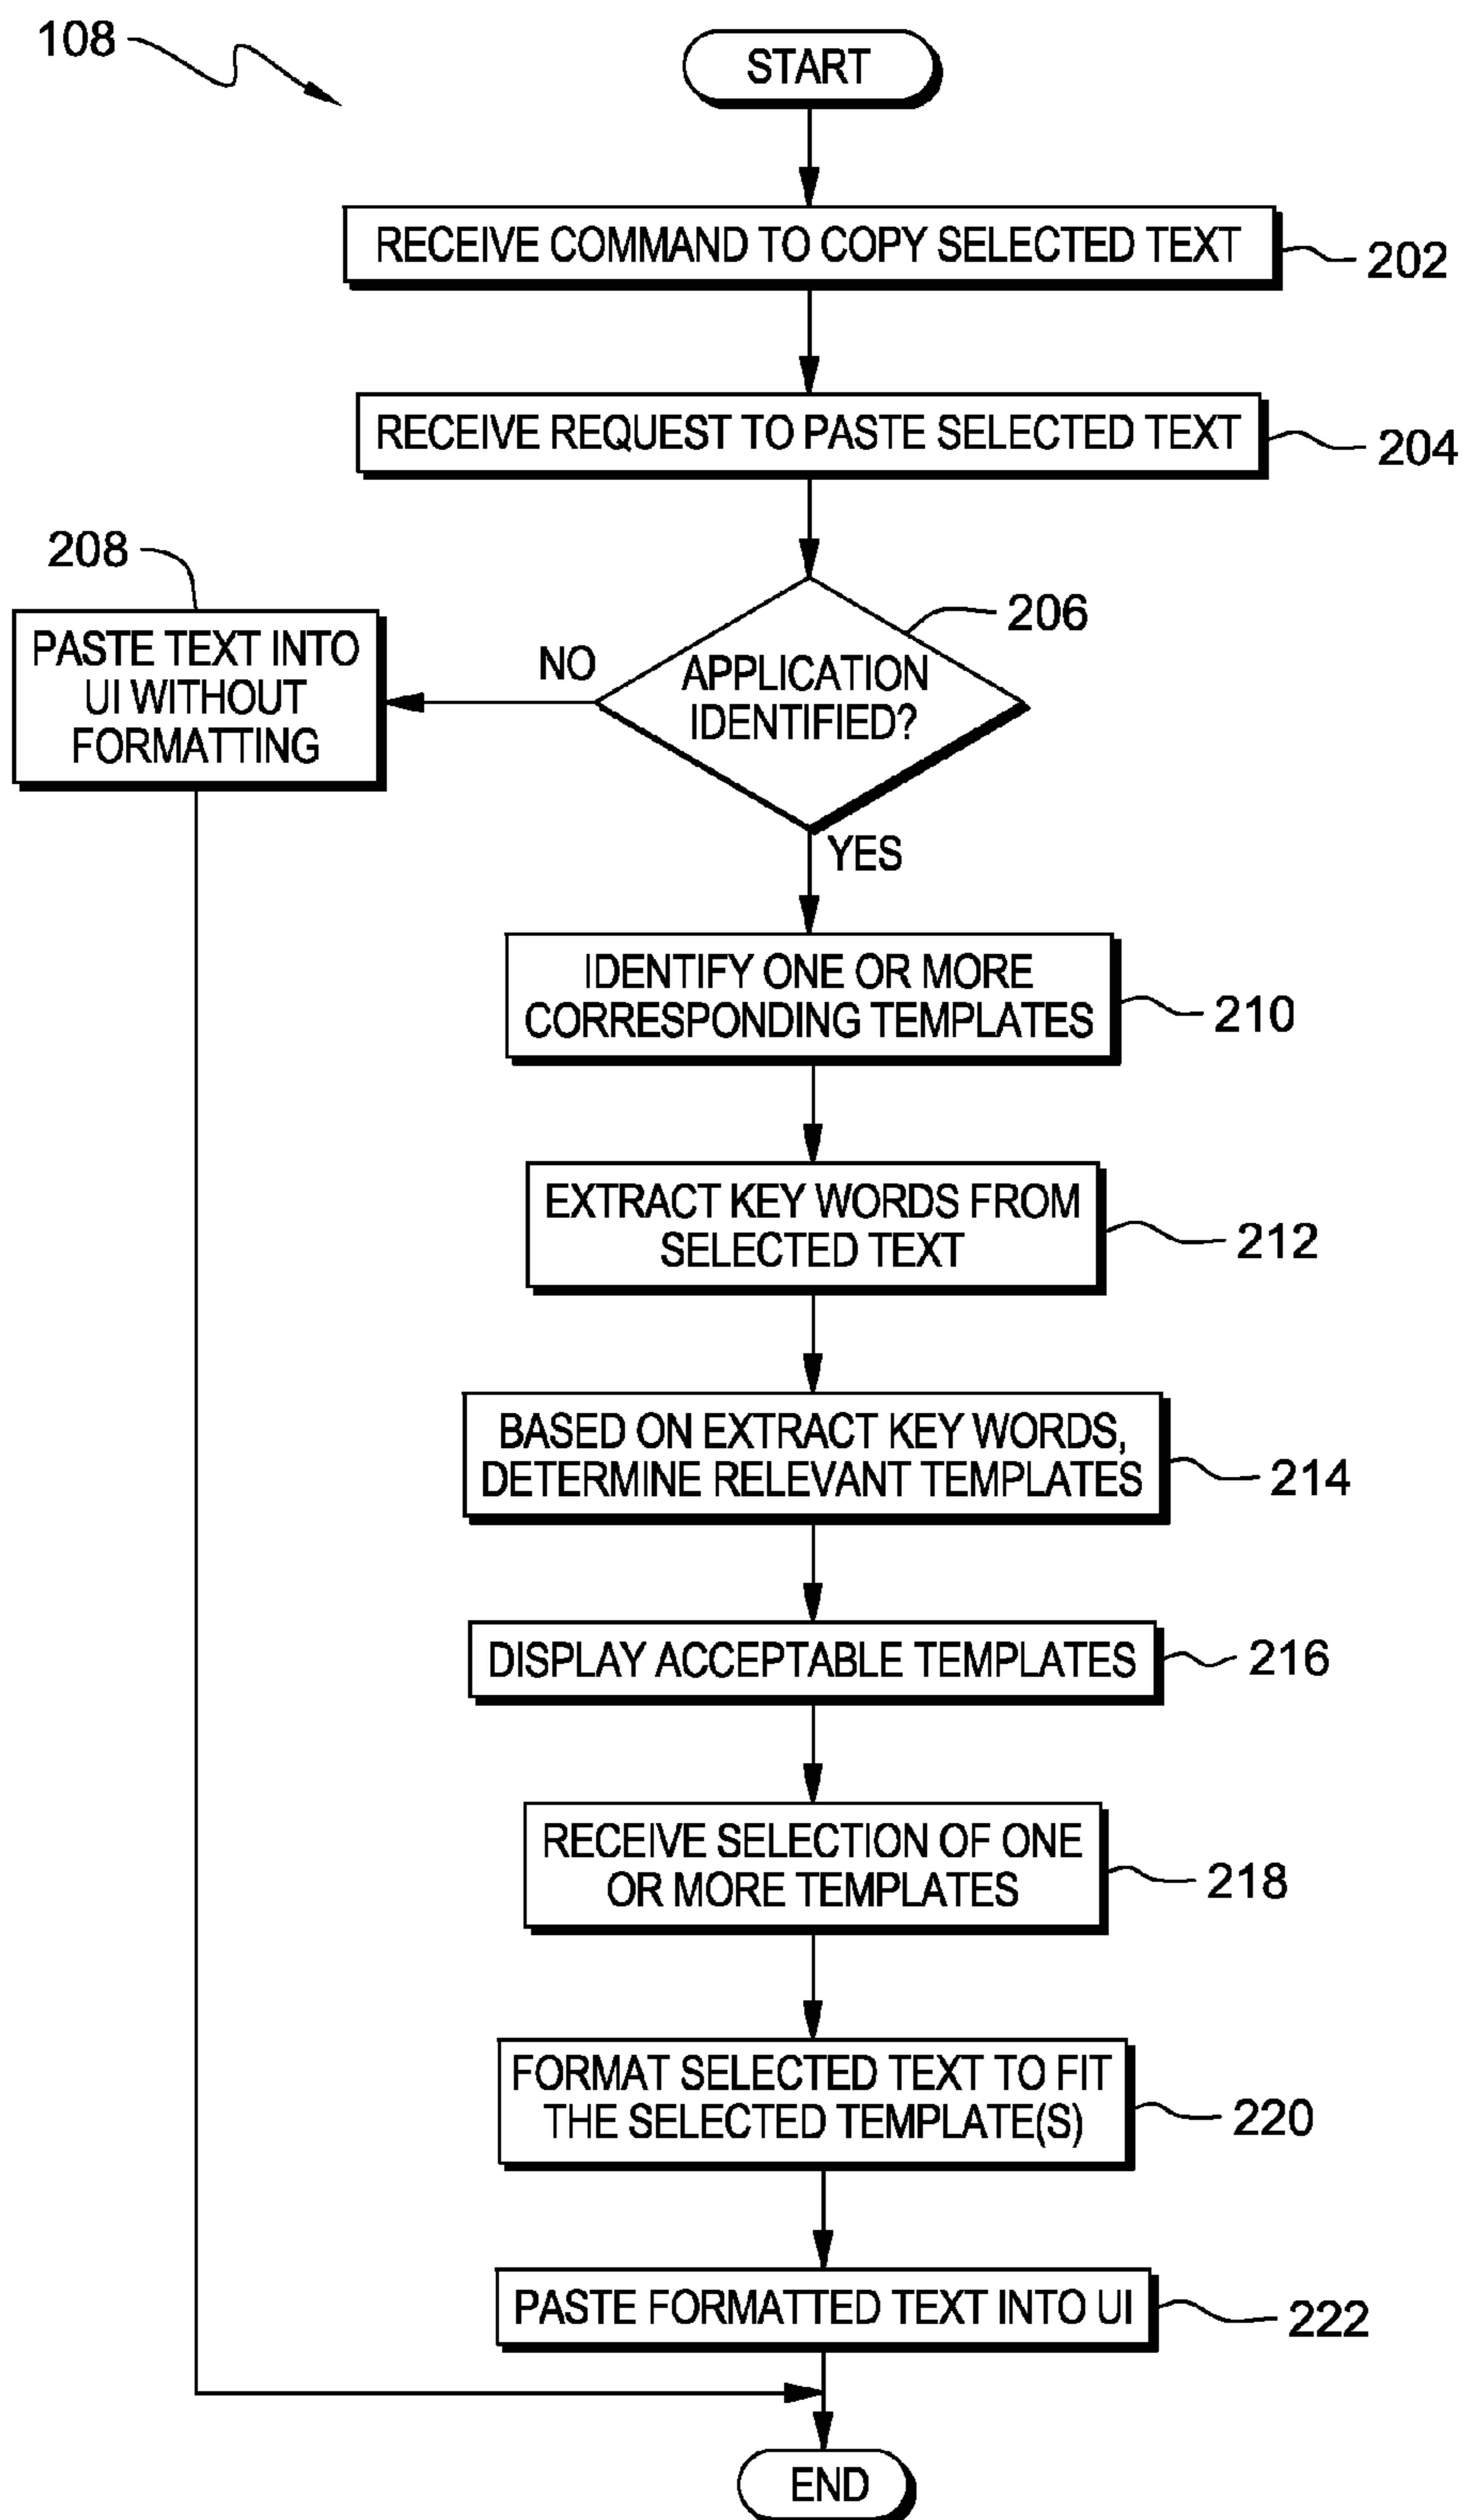 108
START
RECEIVE COMMAND TO COPY SELECTED TEXT
202
RECEIVE REQUEST TO PASTE SELECTED TEXT
204
208
PASTE TEXT INTO
UI WITHOUT
FORMATTING
NO
206
APPLICATION
IDENTIFIED?
YES
IDENTIFY ONE OR MORE
CORRESPONDING TEMPLATES
210
EXTRACT KEY WORDS FROM
SELECTED TEXT
212
BASED ON EXTRACT KEY WORDS,
DETERMINE RELEVANT TEMPLATES
214
DISPLAY ACCEPTABLE TEMPLATES
216
RECEIVE SELECTION OF ONE
OR MORE TEMPLATES
218
FORMAT SELECTED TEXT TO FIT
THE SELECTED TEMPLATE(S)
220
PASTE FORMATTED TEXT INTO UI
222
END